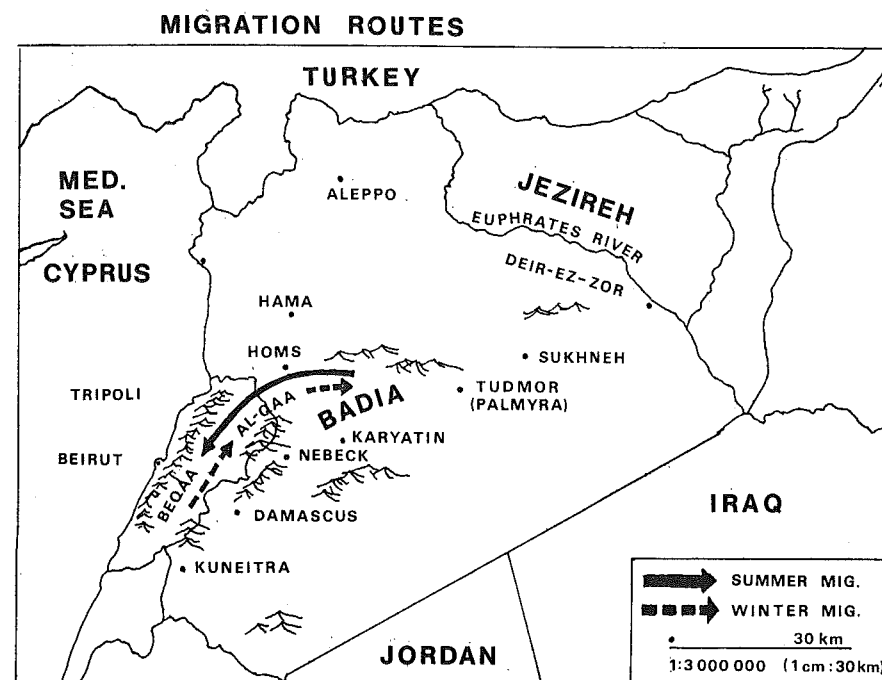 MIGRATION ROUTES
TURKEY
MED.
SEA
ALEPPO
JEZIREH
EUPHRATES RIVER
CYPRUS
DEIR-EZ-ZOR
HAMA
HOMS
SUKHNEH
TRIPOLI
AL-QAA
BADIA
TUDMOR
(PALMYRA)
KARYATIN
BEIRUT
NEBECK
BEQAA
DAMASCUS
IRAQ
KUNEITRA
JORDAN
SUMMER MIG.
WINTER MIG.
30 km
1:3 000 000 (1 cm : 30 km)